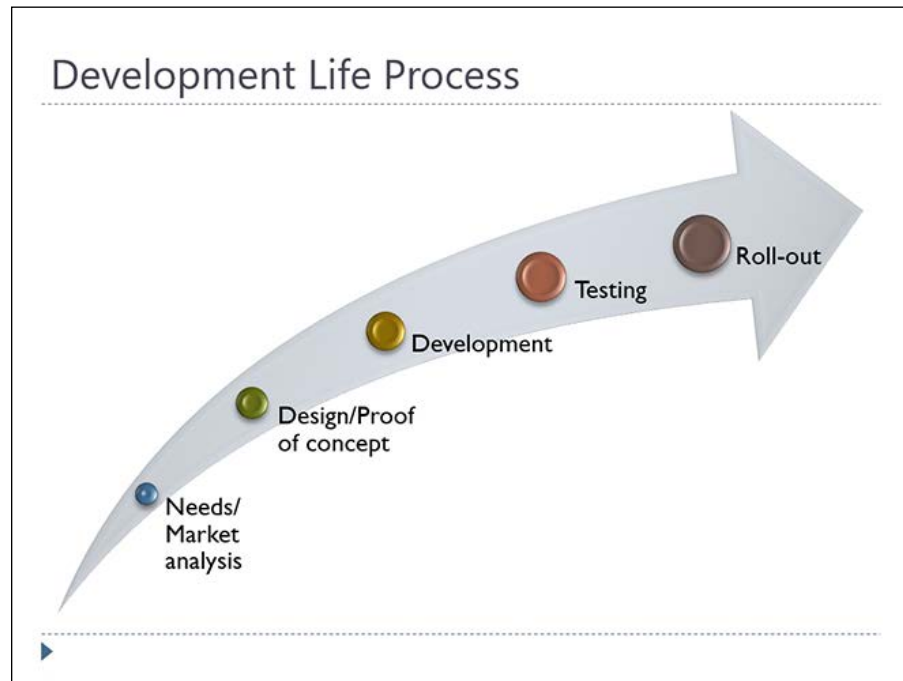 Development Life Process
Needs/
Market
analysis
Design/Proof
of concept
Development
Testing
Roll-out